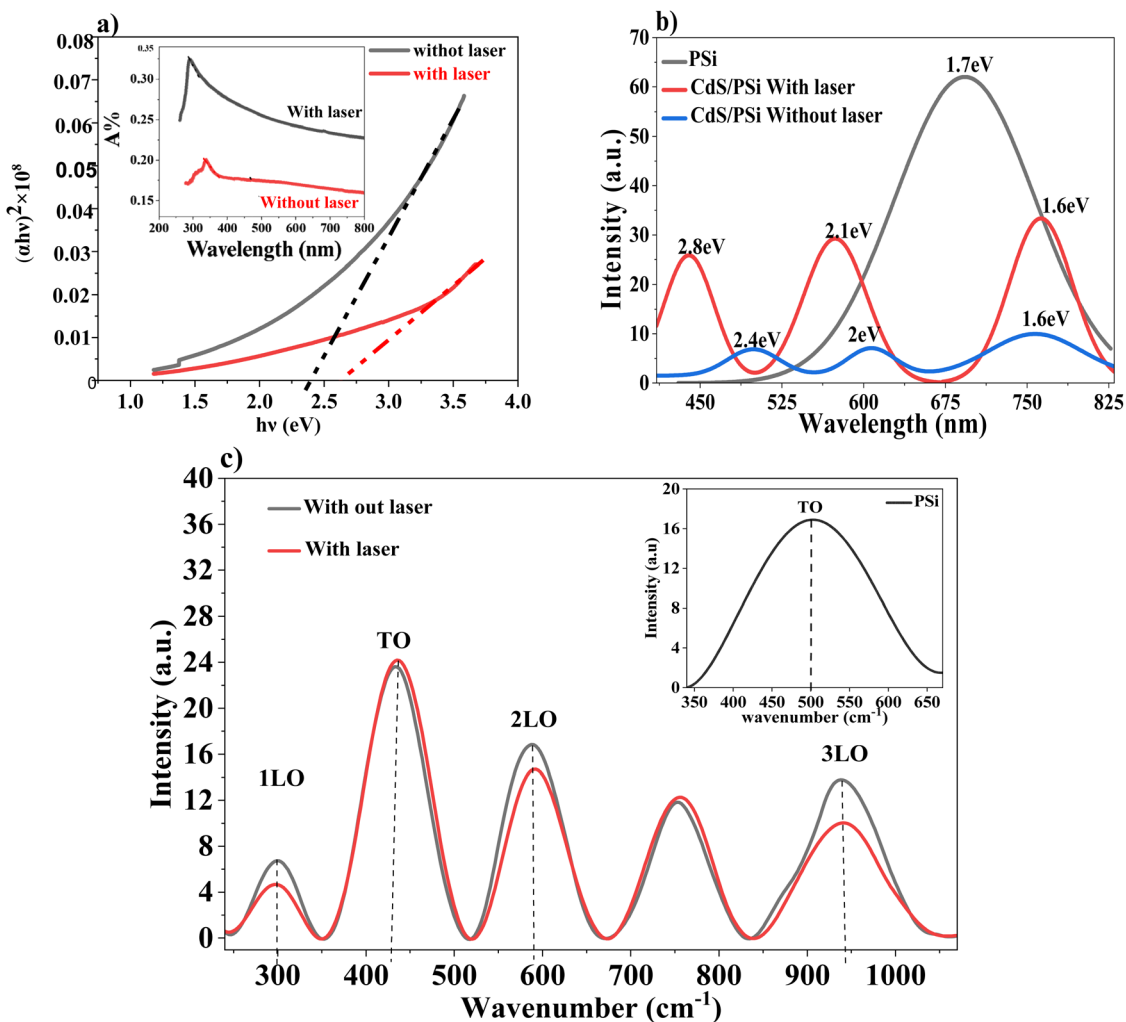 a)
0.08
0.07
0.06
0.05
0.04
0.03
0.02
0.01
0
(αhν)²×10⁸
1.0
1.5
2.0
2.5
3.0
3.5
4.0
hν (eV)
withot laser
with laser
0.35
0.30
0.25
0.20
0.15
A%
With laser
Without laser
200 300 400 500 600 700 800
Wavelength (nm)
b)
70
60
50
40
30
20
10
0
Intensity (a.u.)
PSi
CdS/PSi With laser
CdS/PSi Without laser
1.7eV
2.8eV
2.1eV
1.6eV
2.4eV
2eV
1.6eV
450
525
600
675
750
825
Wavelength (nm)
c)
40
36
32
28
24
20
16
12
8
4
0
Intensity (a.u.)
With out laser
With laser
1LO
TO
2LO
3LO
300 400 500 600 700 800 900 1000
Wavenumber (cm⁻¹)
20
16
12
8
4
0
Intensity (a.u)
TO
PSi
350 400 450 500 550 600 650
wavenumber (cm⁻¹)